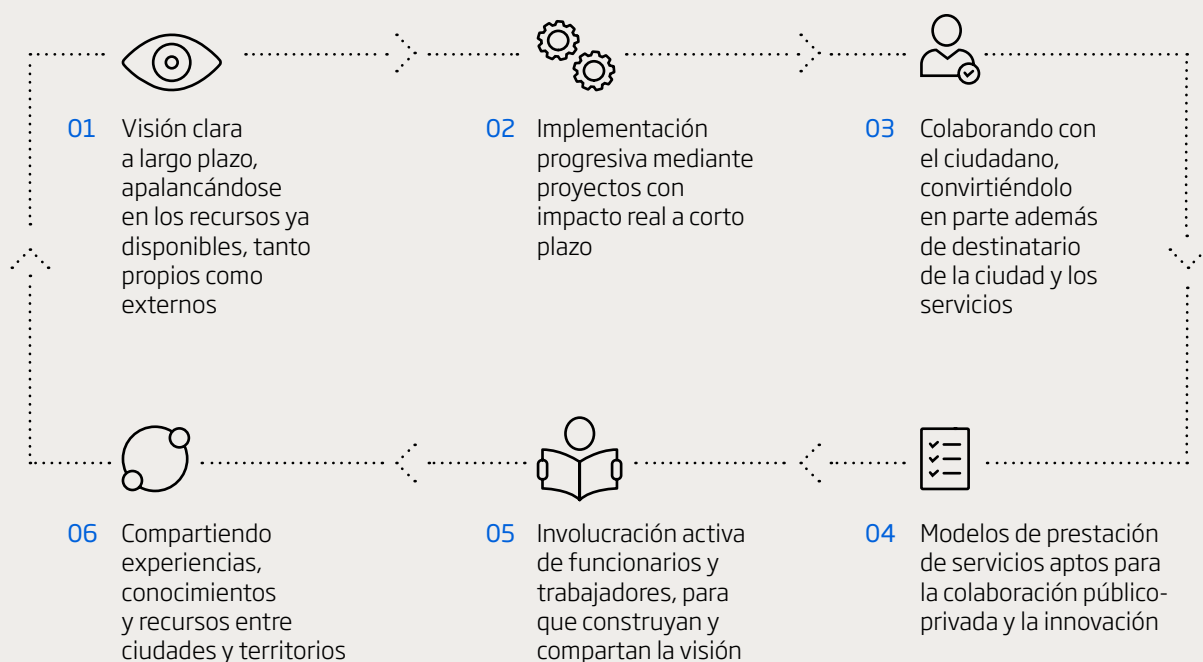 01 Visión clara
a largo plazo,
apalancándose
en los recursos ya
disponibles, tanto
propios como
externos
02 Implementación
progresiva mediante
proyectos con
impacto real a corto
plazo
03 Colaborando con
el ciudadano,
convirtiéndolo
en parte además
de destinatario
de la ciudad y los
servicios
04 Modelos de prestación
de servicios aptos para
la colaboración público-
privada y la innovación
05 Involucración activa
de funcionarios y
trabajadores, para
que construyan y
compartan la visión
06 Compartiendo
experiencias,
conocimientos
y recursos entre
ciudades y territorios